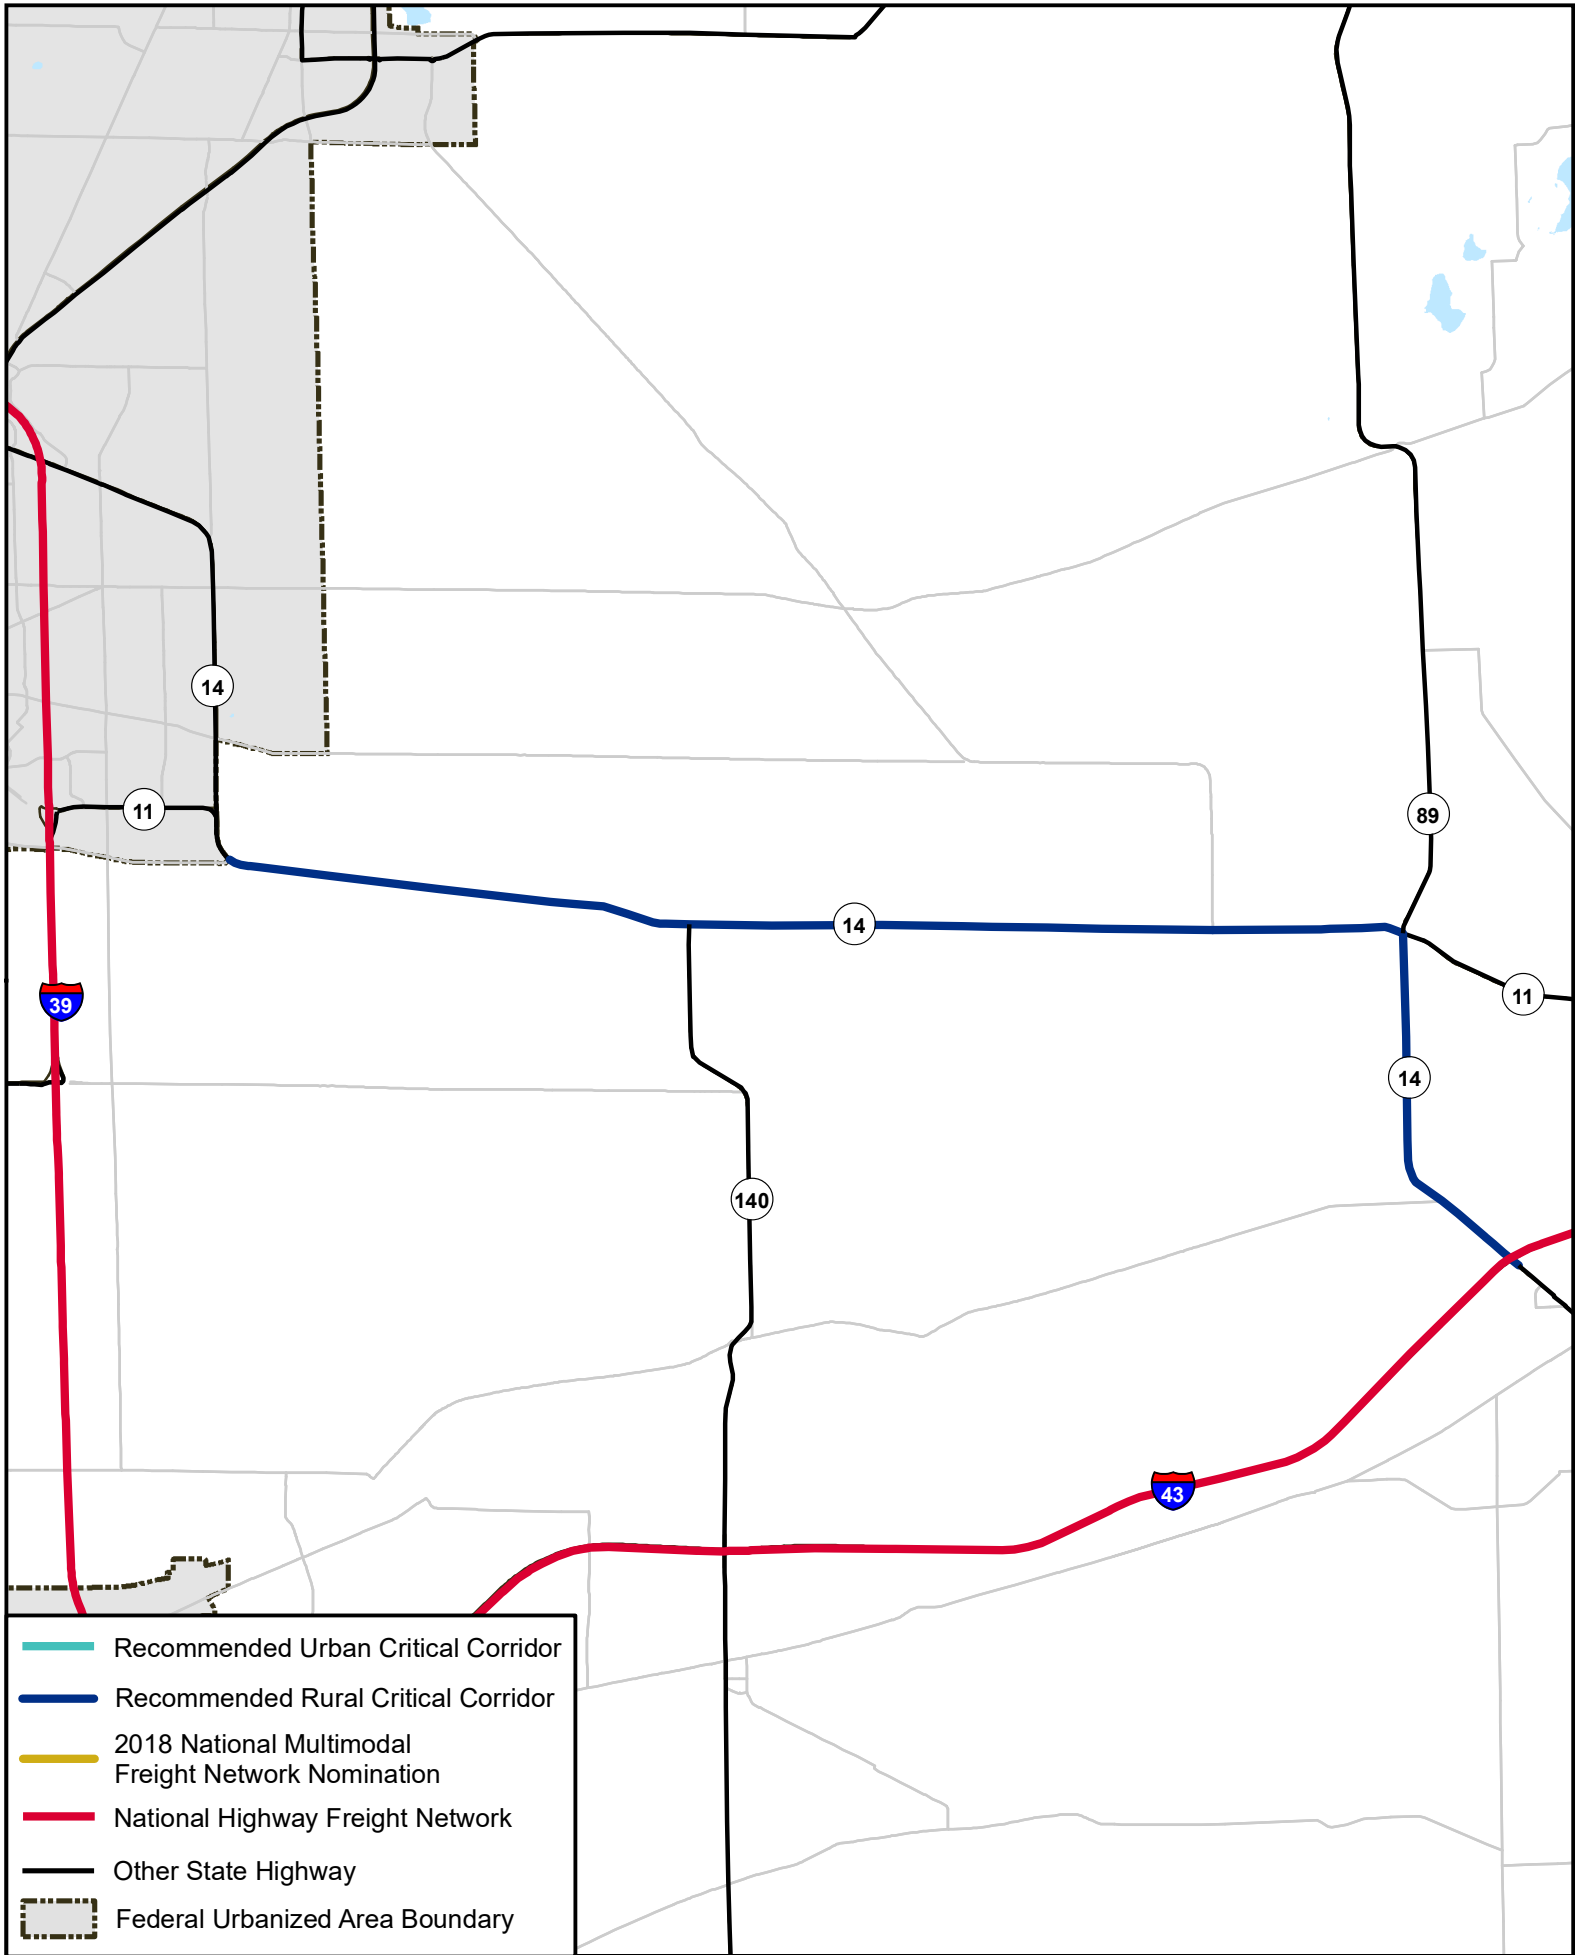 14
11
89
14
11
39
14
140
43
Recommended Urban Critical Corridor
Recommended Rural Critical Corridor
2018 National Multimodal
Freight Network Nomination
National Highway Freight Network
Other State Highway
Federal Urbanized Area Boundary